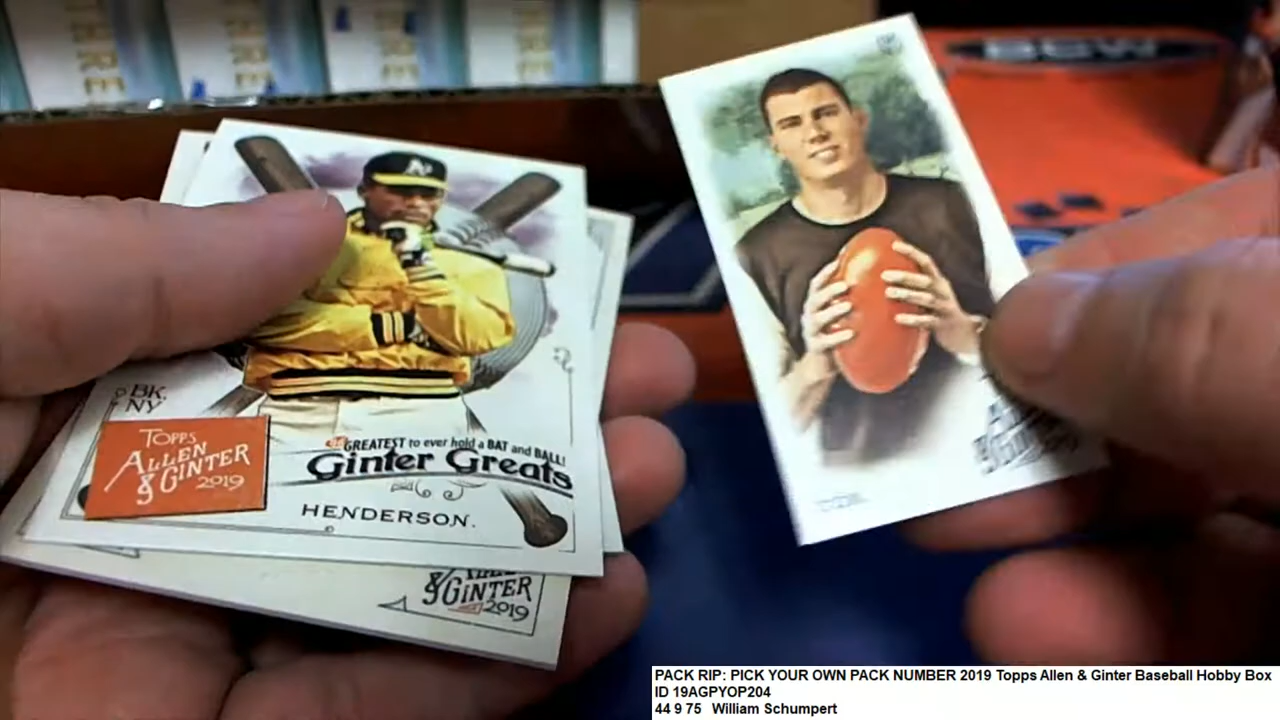 BSW
A's
BK.
NY
TOPPS
ALLEN
& GINTER
2019
GREATEST to ever hold a BAT and BALL!
Ginter Greats
HENDERSON.
& GINTER
2019
PACK RIP: PICK YOUR OWN PACK NUMBER 2019 Topps Allen & Ginter Baseball Hobby Box
ID 19AGPYOP204
44 9 75 William Schumpert